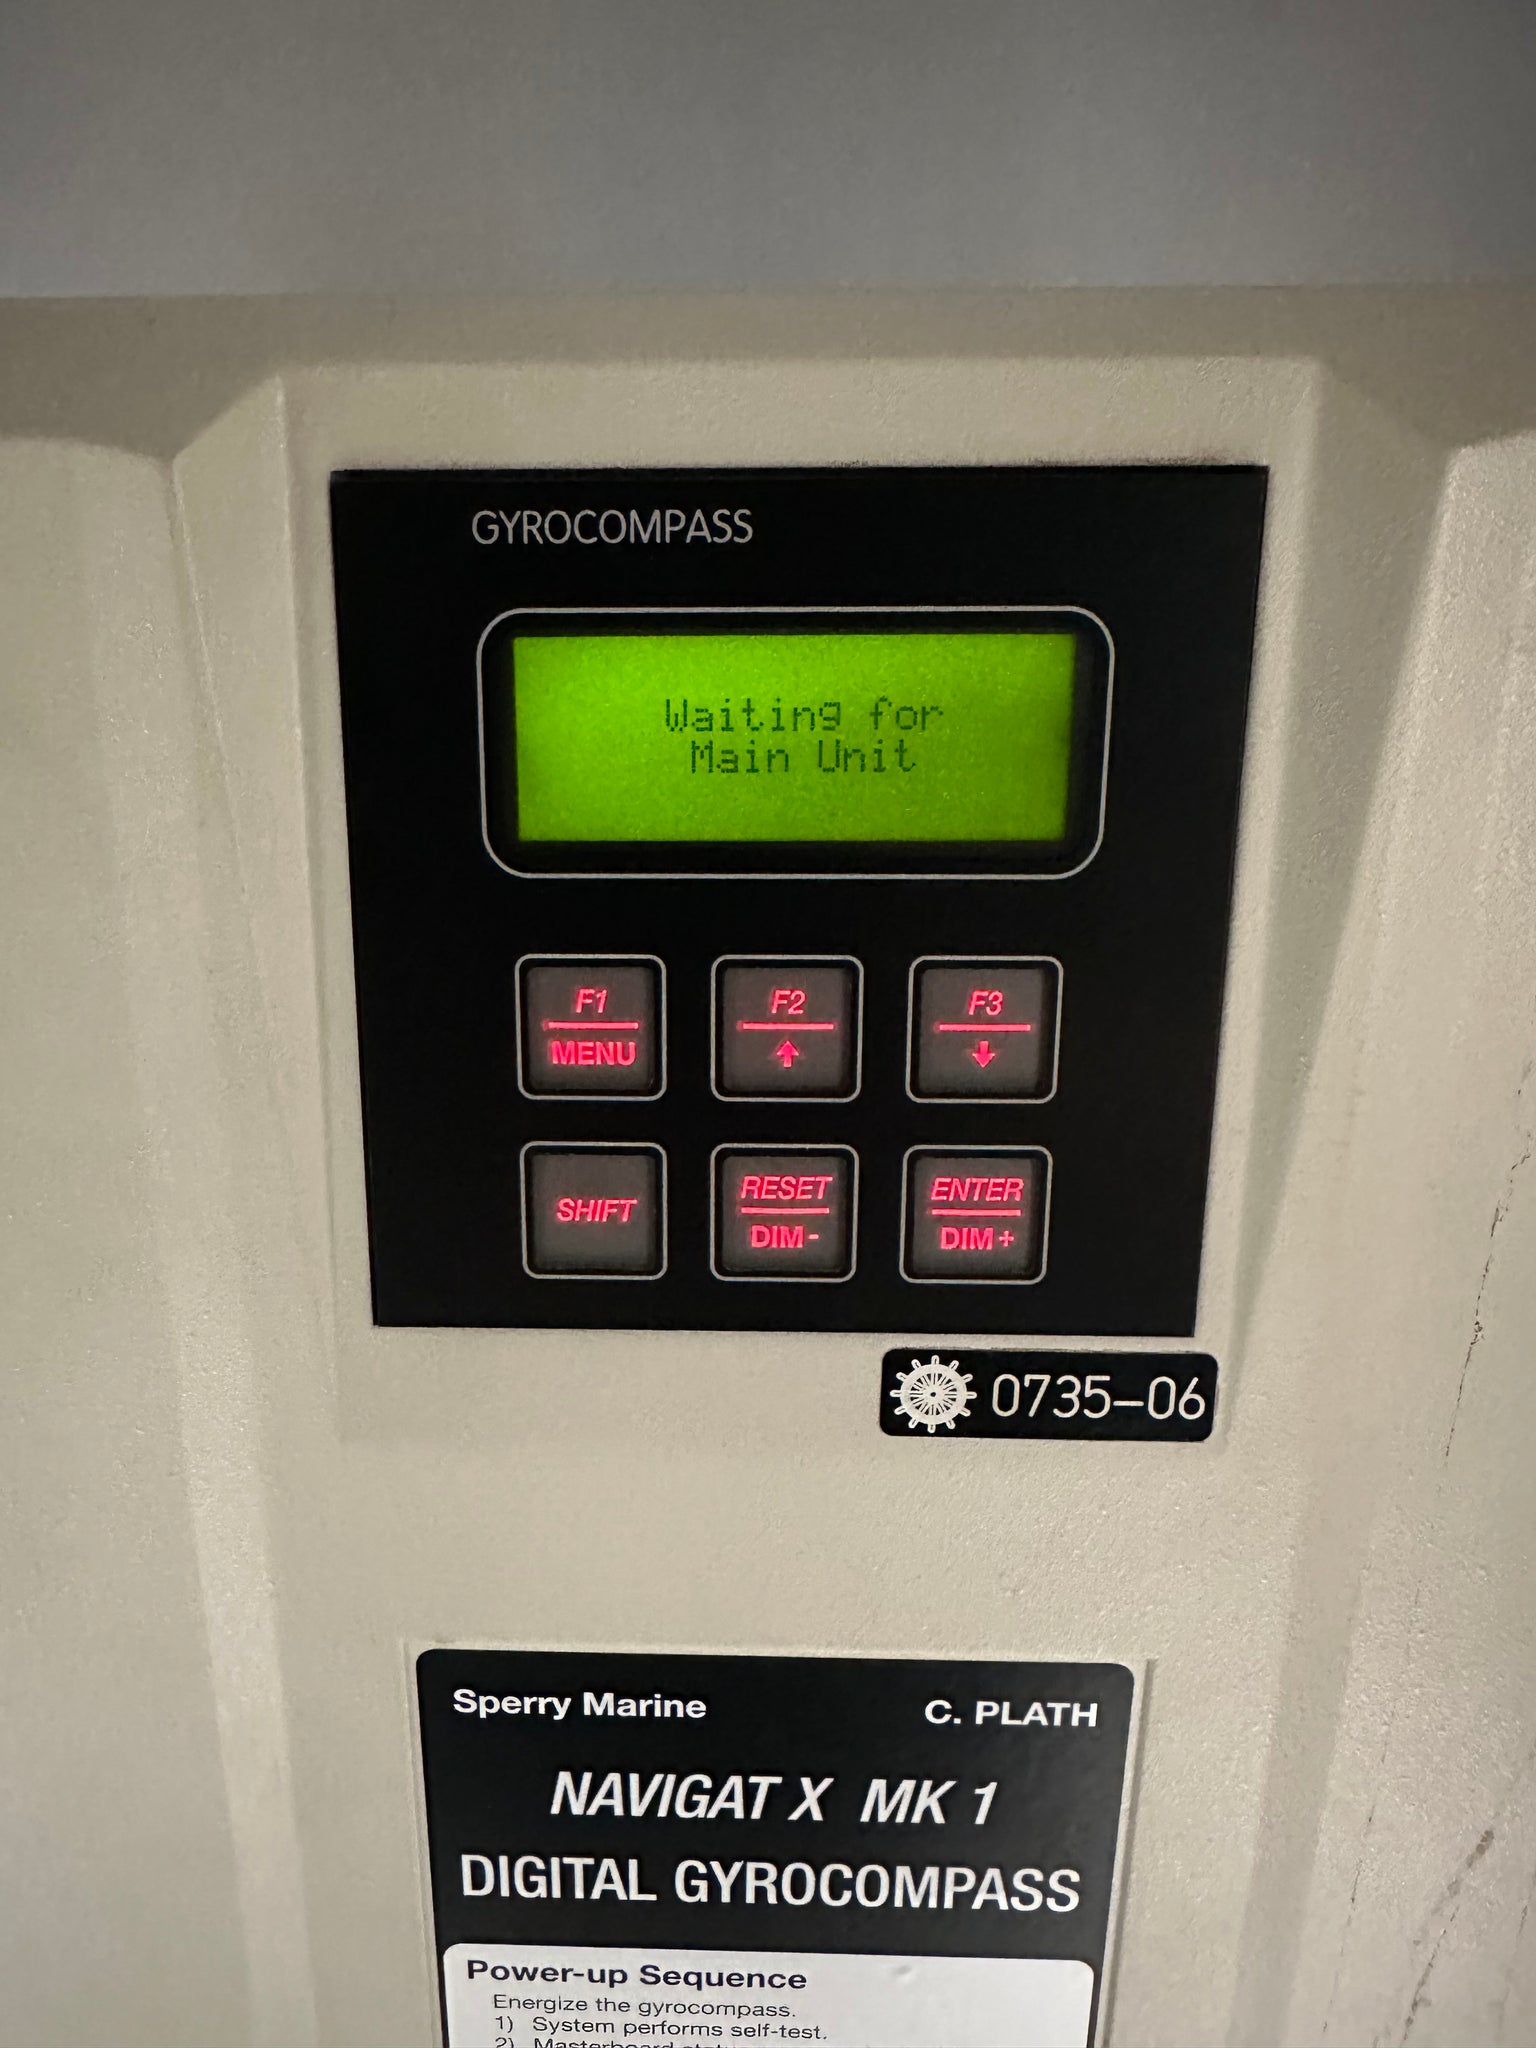 GYROCOMPASS
Waiting for
Main Unit
F1
MENU
F2
↑
F3
↓
SHIFT
RESET
DIM -
ENTER
DIM +
0735-06
Sperry Marine C. PLATH
NAVIGAT X MK 1
DIGITAL GYROCOMPASS
Power-up Sequence
Energize the gyrocompass.
1) System performs self-test.
2)